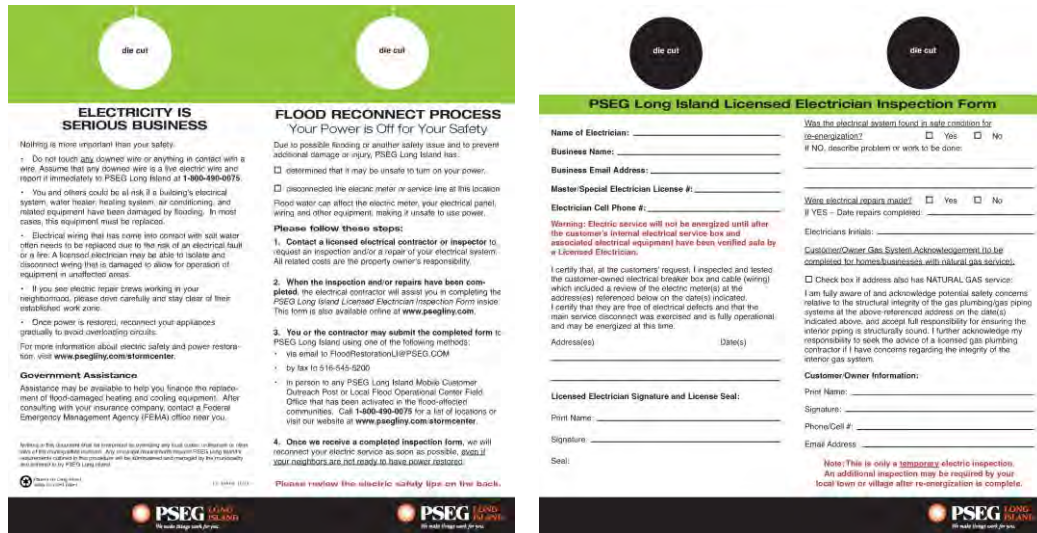 die cut
ELECTRICITY IS
SERIOUS BUSINESS
Nothing is more important than your safety.
• Do not touch any downed wire or anything in contact with a
wire. Assume that any downed wire is a live electric wire and
report it immediately to PSEG Long Island at 1-800-490-0075.
• You and others could be at risk if a building's electrical
system, water heater, heating system, air conditioning, and
related equipment have been damaged by flooding. In most
cases, this equipment must be replaced.
• Electrical wiring that has come into contact with salt water
often needs to be replaced due to the risk of an electrical fault
or a fire. A licensed electrician may be able to isolate and
disconnect wiring that is damaged to allow for operation of
equipment in unaffected areas.
• If you see electric repair crews working in your
neighborhood, please drive carefully and stay clear of their
established work zone.
• Once power is restored, reconnect your appliances
gradually to avoid overloading circuits.
For more information about electric safety and power restora-
tion, visit www.psegliny.com/stormcenter.
Government Assistance
Assistance may be available to help you finance the replace-
ment of flood-damaged heating and cooling equipment. After
consulting with your insurance company, contact a Federal
Emergency Management Agency (FEMA) office near you.
PSEG LONG ISLAND
We make things work for you.
die cut
FLOOD RECONNECT PROCESS
Your Power is Off for Your Safety
Due to possible flooding or another safety issue and to prevent
additional damage or injury, PSEG Long Island has:
☐ determined that it may be unsafe to turn on your power.
☐ disconnected the electric meter or service line at this location
Flood water can affect the electric meter, your electrical panel,
wiring and other equipment, making it unsafe to use power.
Please follow these steps:
1. Contact a licensed electrical contractor or inspector to
request an inspection and/or a repair of your electrical system.
All related costs are the property owner's responsibility.
2. When the inspection and/or repairs have been com-
pleted, the electrical contractor will assist you in completing the
PSEG Long Island Licensed Electrician Inspection Form inside.
This form is also available online at www.psegliny.com.
3. You or the contractor may submit the completed form to
PSEG Long Island using one of the following methods:
• via email to FloodRestorationLI@PSEG.COM
• by fax to 516-545-5200
• in person to any PSEG Long Island Mobile Customer
Outreach Post or Local Flood Operational Center Field
Office that has been activated in the flood-affected
communities. Call 1-800-490-0075 for a list of locations or
visit our website at www.psegliny.com/stormcenter.
4. Once we receive a completed inspection form, we will
reconnect your electric service as soon as possible, even if
your neighbors are not ready to have power restored.
Please review the electric safety tips on the back.
PSEG LONG ISLAND
We make things work for you.
die cut
die cut
PSEG Long Island Licensed Electrician Inspection Form
Name of Electrician:
Business Name:
Business Email Address:
Master/Special Electrician License #:
Electrician Cell Phone #:
Warning: Electric service will not be energized until after
the customer's internal electrical service box and
associated electrical equipment have been verified safe by
a Licensed Electrician.
I certify that, at the customers' request, I inspected and tested
the customer-owned electrical breaker box and cable (wiring)
which included a review of the electric meter(s) at the
address(es) referenced below on the date(s) indicated.
I certify that they are free of electrical defects and that the
main service disconnect was exercised and is fully operational
and may be energized at this time.
Address(es) Date(s)
Licensed Electrician Signature and License Seal:
Print Name:
Signature:
Seal:
Was the electrical system found in safe condition for
re-energization? ☐ Yes ☐ No
If NO, describe problem or work to be done:
Were electrical repairs made? ☐ Yes ☐ No
If YES – Date repairs completed:
Electricians Initials:
Customer/Owner Gas System Acknowledgement (to be
completed for homes/businesses with natural gas service).
☐ Check box if address also has NATURAL GAS service:
I am fully aware of and acknowledge potential safety concerns
relative to the structural integrity of the gas plumbing/gas piping
systems at the above-referenced address on the date(s)
indicated above, and accept full responsibility for ensuring the
interior piping is structurally sound. I further acknowledge my
responsibility to seek the advice of a licensed gas plumbing
contractor if I have concerns regarding the integrity of the
interior gas system.
Customer/Owner Information:
Print Name:
Signature:
Phone/Cell #:
Email Address
Note: This is only a temporary electric inspection.
An additional inspection may be required by your
local town or village after re-energization is complete.
PSEG LONG ISLAND
We make things work for you.